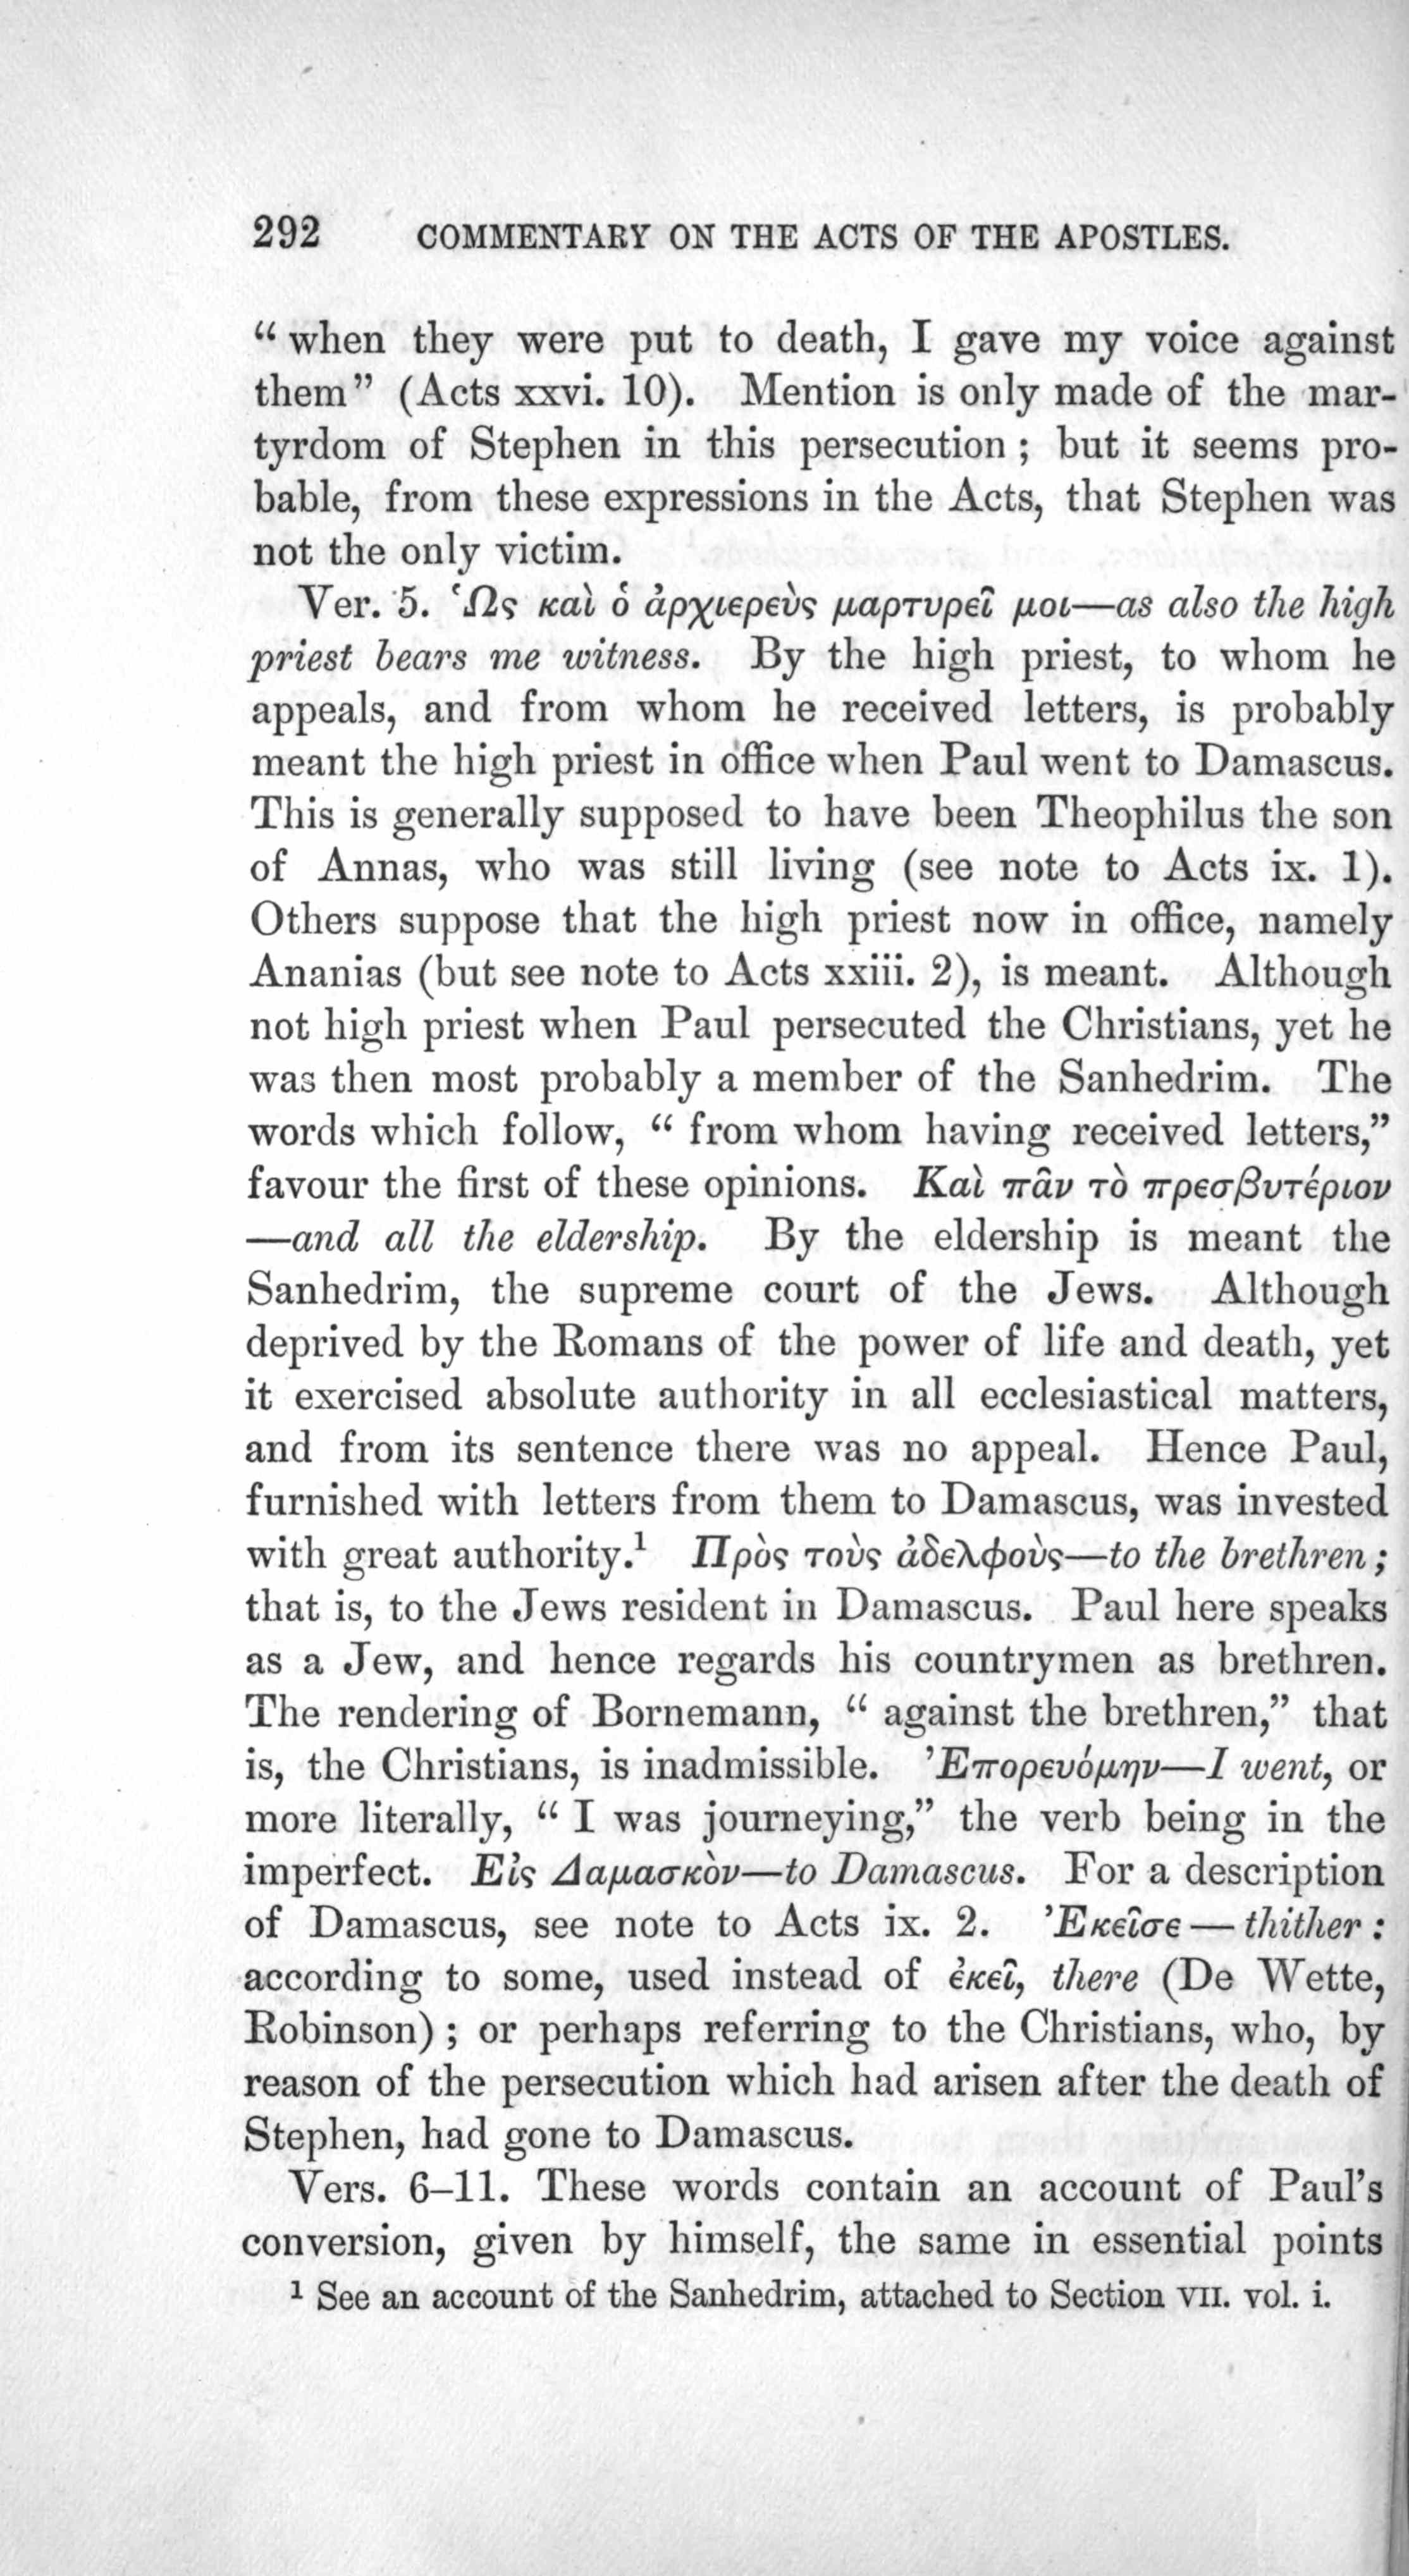 292 COMMENTARY ON THE ACTS OF THE APOSTLES.
“ when they were put to death, I gave my voice against
them” (Acts xxvi. 10). Mention is only made of the mar-
tyrdom of Stephen in this persecution ; but it seems pro-
bable, from these expressions in the Acts, that Stephen was
not the only victim.
Ver. 5. Ὡς καὶ ὁ ἀρχιερεὺς μαρτυρεῖ μοι—as also the high
priest bears me witness. By the high priest, to whom he
appeals, and from whom he received letters, is probably
meant the high priest in office when Paul went to Damascus.
This is generally supposed to have been Theophilus the son
of Annas, who was still living (see note to Acts ix. 1).
Others suppose that the high priest now in office, namely
Ananias (but see note to Acts xxiii. 2), is meant. Although
not high priest when Paul persecuted the Christians, yet he
was then most probably a member of the Sanhedrim. The
words which follow, “ from whom having received letters,”
favour the first of these opinions. Καὶ πᾶν τὸ πρεσβυτέριον
—and all the eldership. By the eldership is meant the
Sanhedrim, the supreme court of the Jews. Although
deprived by the Romans of the power of life and death, yet
it exercised absolute authority in all ecclesiastical matters,
and from its sentence there was no appeal. Hence Paul,
furnished with letters from them to Damascus, was invested
with great authority.¹ Πρὸς τοὺς ἀδελφοὺς—to the brethren ;
that is, to the Jews resident in Damascus. Paul here speaks
as a Jew, and hence regards his countrymen as brethren.
The rendering of Bornemann, “ against the brethren,” that
is, the Christians, is inadmissible. Ἐπορευόμην—I went, or
more literally, “ I was journeying,” the verb being in the
imperfect. Εἰς Δαμασκὸν—to Damascus. For a description
of Damascus, see note to Acts ix. 2. Ἐκεῖσε — thither :
according to some, used instead of ἐκεῖ, there (De Wette,
Robinson) ; or perhaps referring to the Christians, who, by
reason of the persecution which had arisen after the death of
Stephen, had gone to Damascus.
Vers. 6–11. These words contain an account of Paul’s
conversion, given by himself, the same in essential points
¹ See an account of the Sanhedrim, attached to Section VII. vol. i.